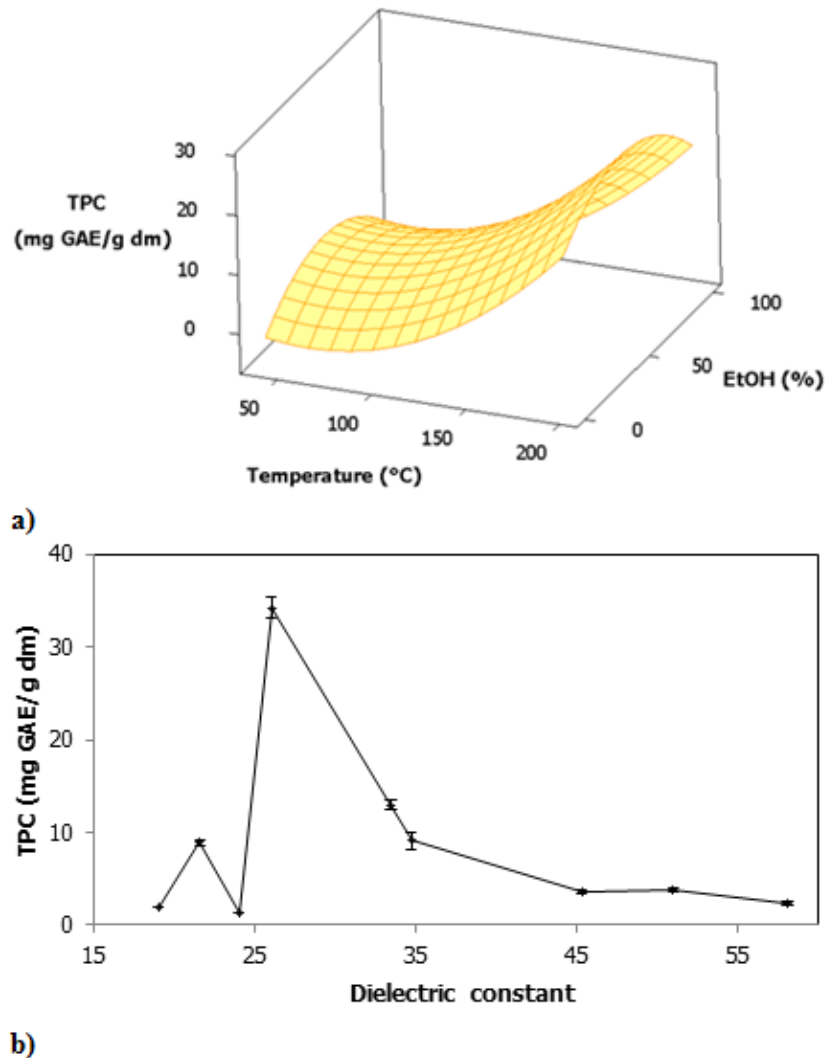 30
TPC
20
(mg GAE/g dm)
10
0
50
100
150
200
Temperature (°C)
0
50
100
EtOH (%)
a)
40
30
20
10
0
TPC (mg GAE/g dm)
15
25
35
45
55
Dielectric constant
b)